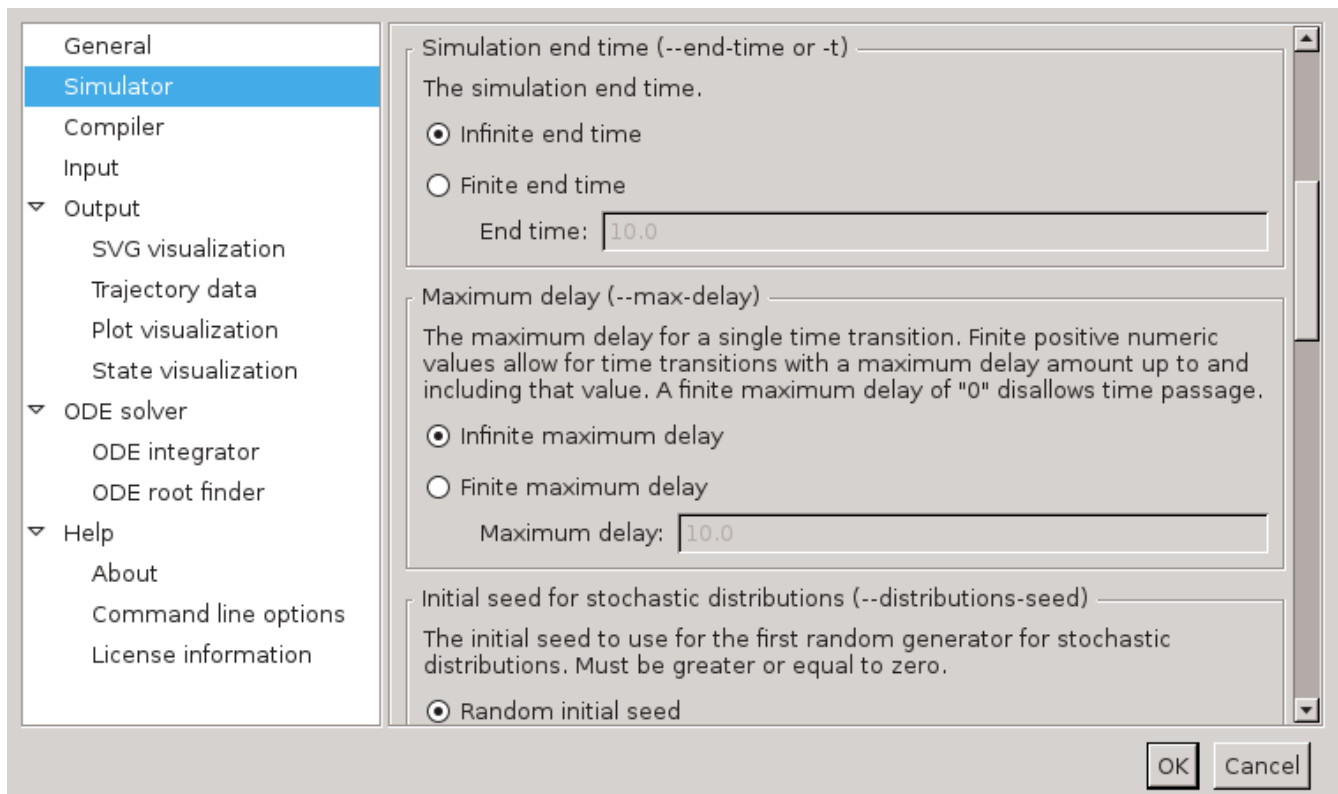 General
Simulator
Compiler
Input
Output
SVG visualization
Trajectory data
Plot visualization
State visualization
ODE solver
ODE integrator
ODE root finder
Help
About
Command line options
License information
Simulation end time (--end-time or -t)
The simulation end time.
Infinite end time
Finite end time
End time: 10.0
Maximum delay (--max-delay)
The maximum delay for a single time transition. Finite positive numeric
values allow for time transitions with a maximum delay amount up to and
including that value. A finite maximum delay of "0" disallows time passage.
Infinite maximum delay
Finite maximum delay
Maximum delay: 10.0
Initial seed for stochastic distributions (--distributions-seed)
The initial seed to use for the first random generator for stochastic
distributions. Must be greater or equal to zero.
Random initial seed
OK Cancel